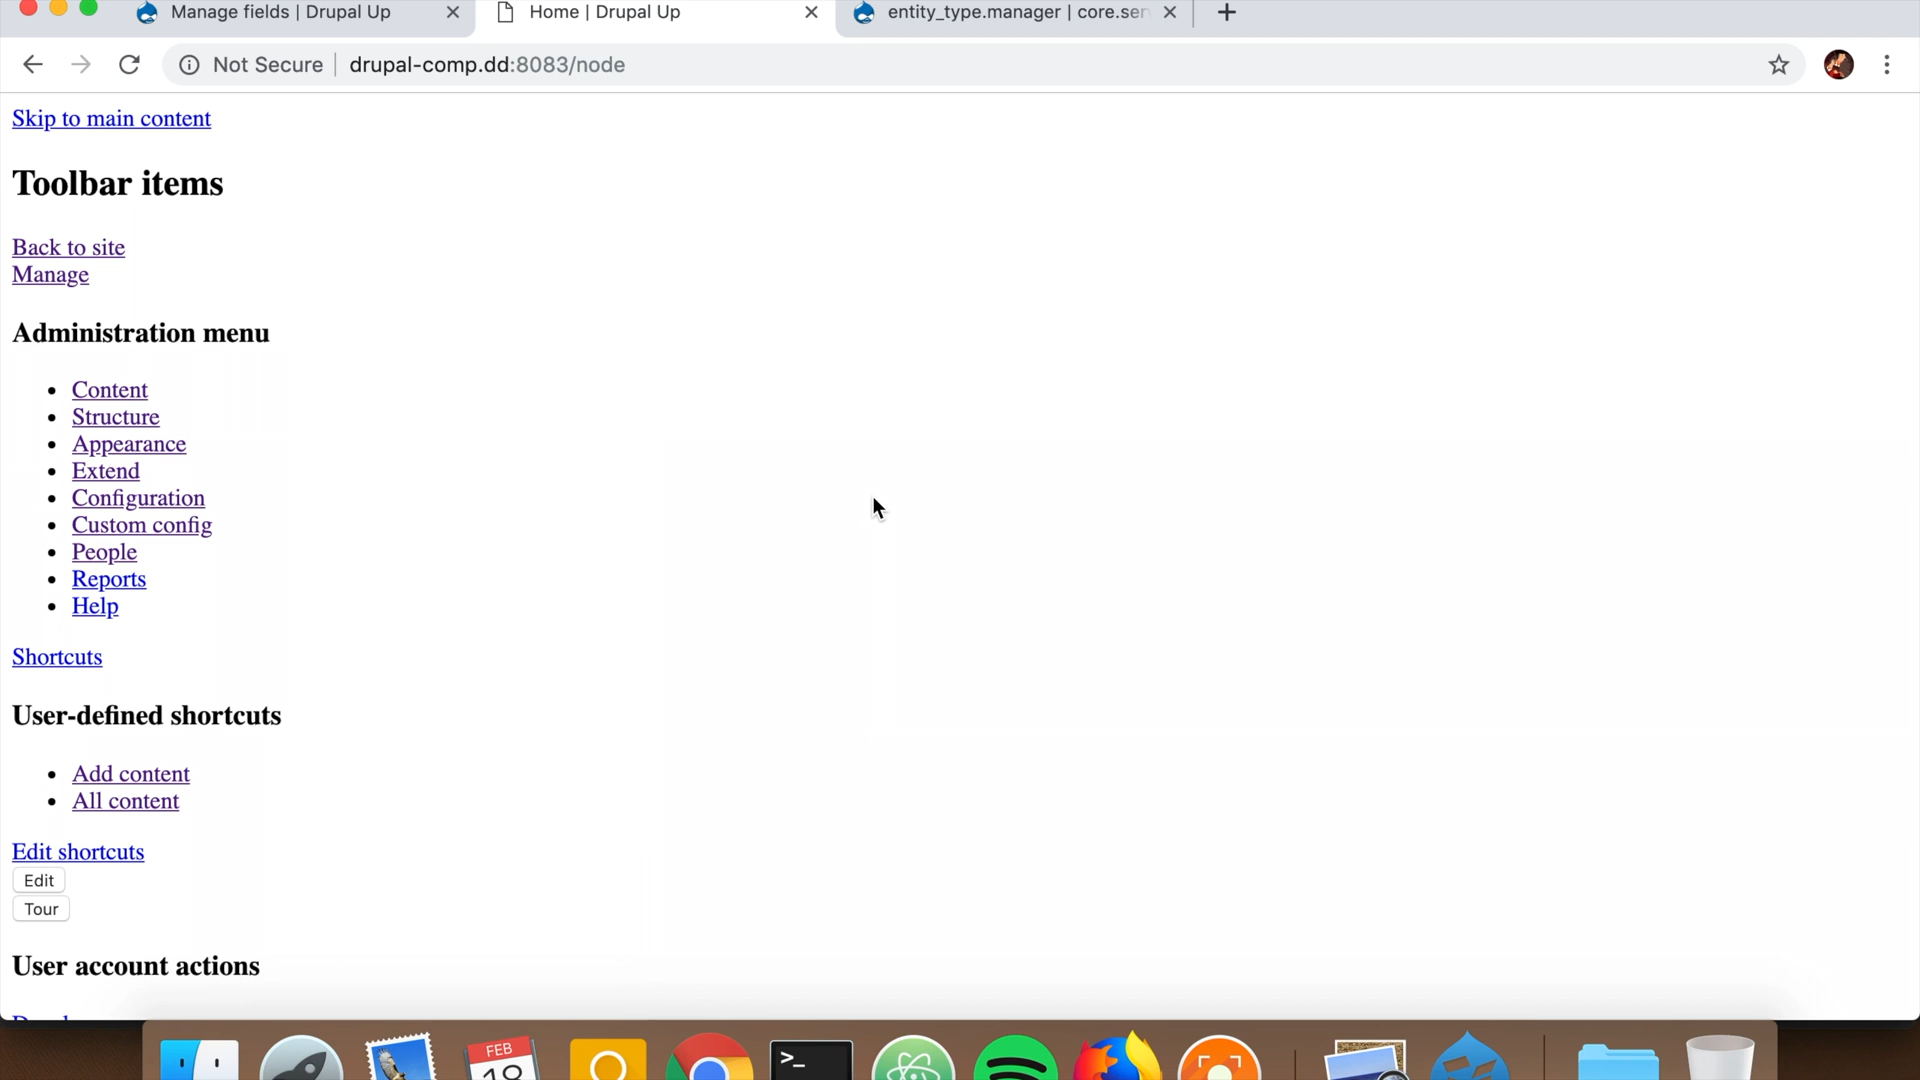 Manage fields | Drupal Up
Home | Drupal Up
entity_type.manager | core.ser
Not Secure
drupal-comp.dd:8083/node
Skip to main content
Toolbar items
Back to site
Manage
Administration menu
Content
Structure
Appearance
Extend
Configuration
Custom config
People
Reports
Help
Shortcuts
User-defined shortcuts
Add content
All content
Edit shortcuts
Edit
Tour
User account actions
FEB